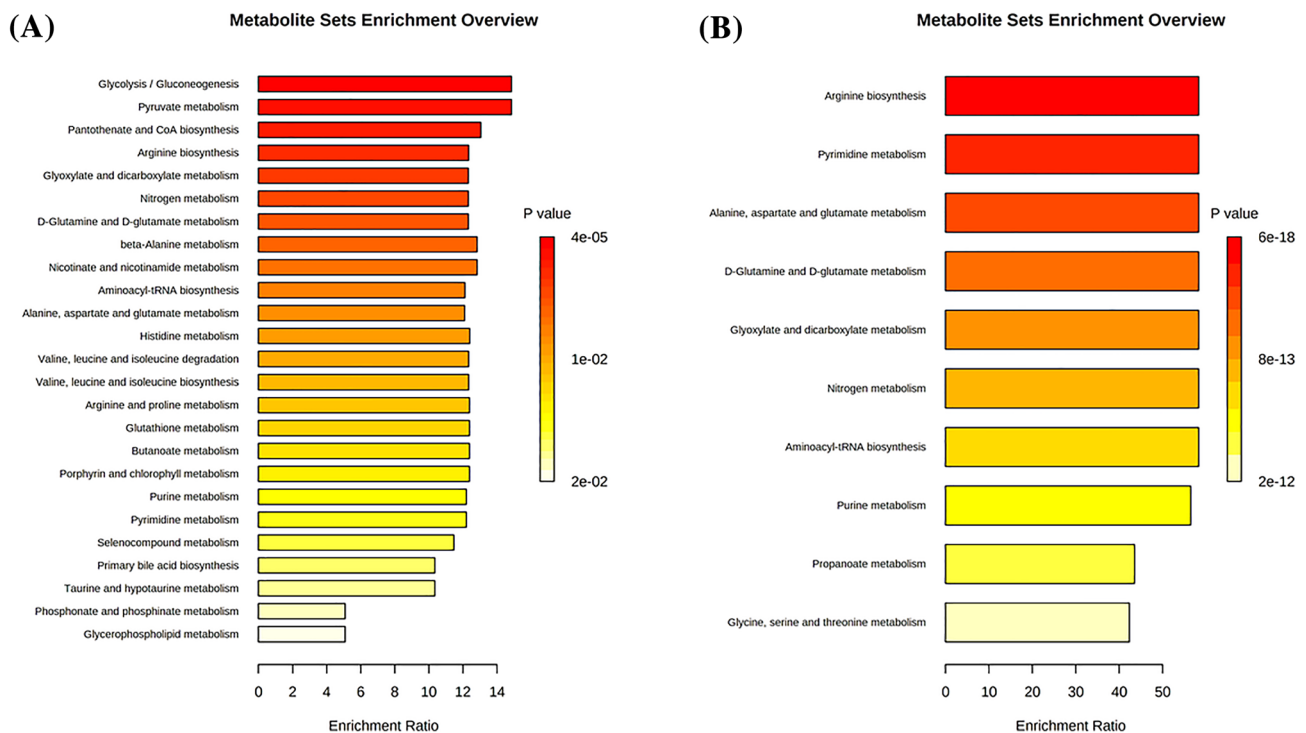 (A)
Metabolite Sets Enrichment Overview
Glycolysis / Gluconeogenesis
Pyruvate metabolism
Pantothenate and CoA biosynthesis
Arginine biosynthesis
Glyoxylate and dicarboxylate metabolism
Nitrogen metabolism
D-Glutamine and D-glutamate metabolism
beta-Alanine metabolism
Nicotinate and nicotinamide metabolism
Aminoacyl-tRNA biosynthesis
Alanine, aspartate and glutamate metabolism
Histidine metabolism
Valine, leucine and isoleucine degradation
Valine, leucine and isoleucine biosynthesis
Arginine and proline metabolism
Glutathione metabolism
Butanoate metabolism
Porphyrin and chlorophyll metabolism
Purine metabolism
Pyrimidine metabolism
Selenocompound metabolism
Primary bile acid biosynthesis
Taurine and hypotaurine metabolism
Phosphonate and phosphinate metabolism
Glycerophospholipid metabolism
0 2 4 6 8 10 12 14
Enrichment Ratio
P value
4e-05
1e-02
2e-02
(B)
Metabolite Sets Enrichment Overview
Arginine biosynthesis
Pyrimidine metabolism
Alanine, aspartate and glutamate metabolism
D-Glutamine and D-glutamate metabolism
Glyoxylate and dicarboxylate metabolism
Nitrogen metabolism
Aminoacyl-tRNA biosynthesis
Purine metabolism
Propanoate metabolism
Glycine, serine and threonine metabolism
0 10 20 30 40 50
Enrichment Ratio
P value
6e-18
8e-13
2e-12